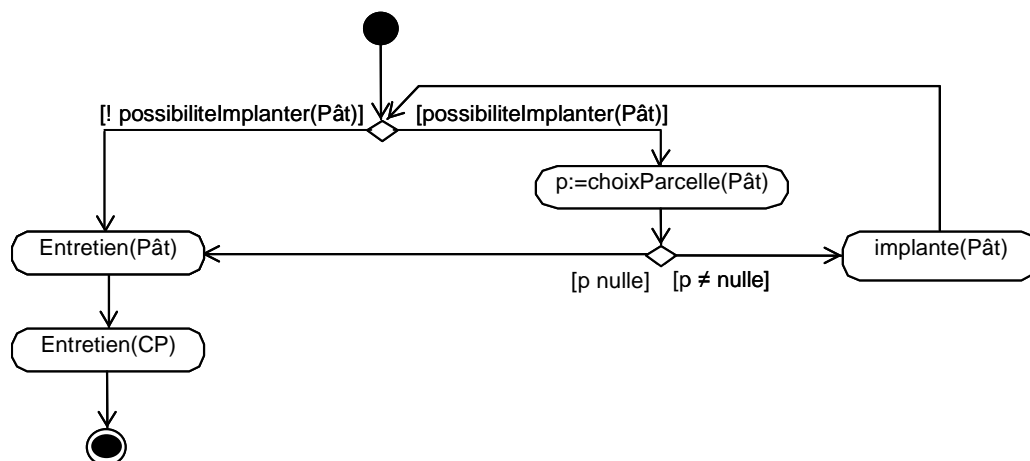 [! possibiliteImplanter(Pât)]
[possibiliteImplanter(Pât)]
p:=choixParcelle(Pât)
Entretien(Pât)
implante(Pât)
[p nulle]
[p ≠ nulle]
Entretien(CP)